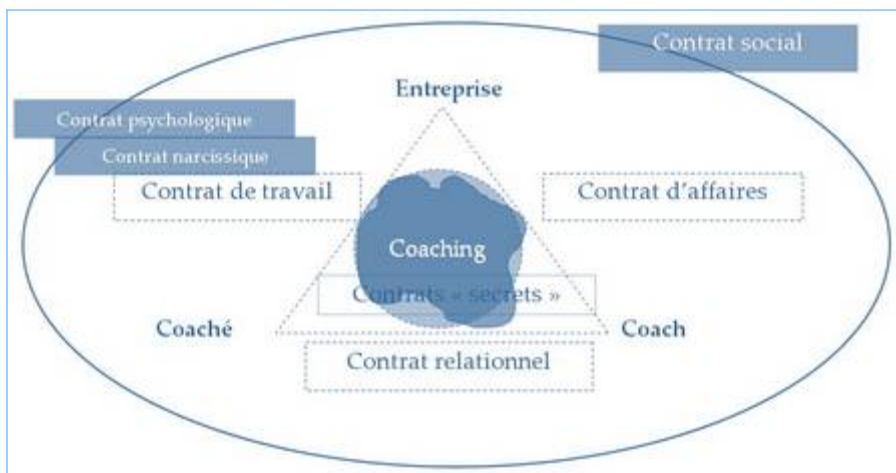 Contrat social
Entreprise
Contrat psychologique
Contrat narcissique
Contrat de travail
Contrat d’affaires
Coaching
Contrats « secrets »
Coaché
Coach
Contrat relationnel